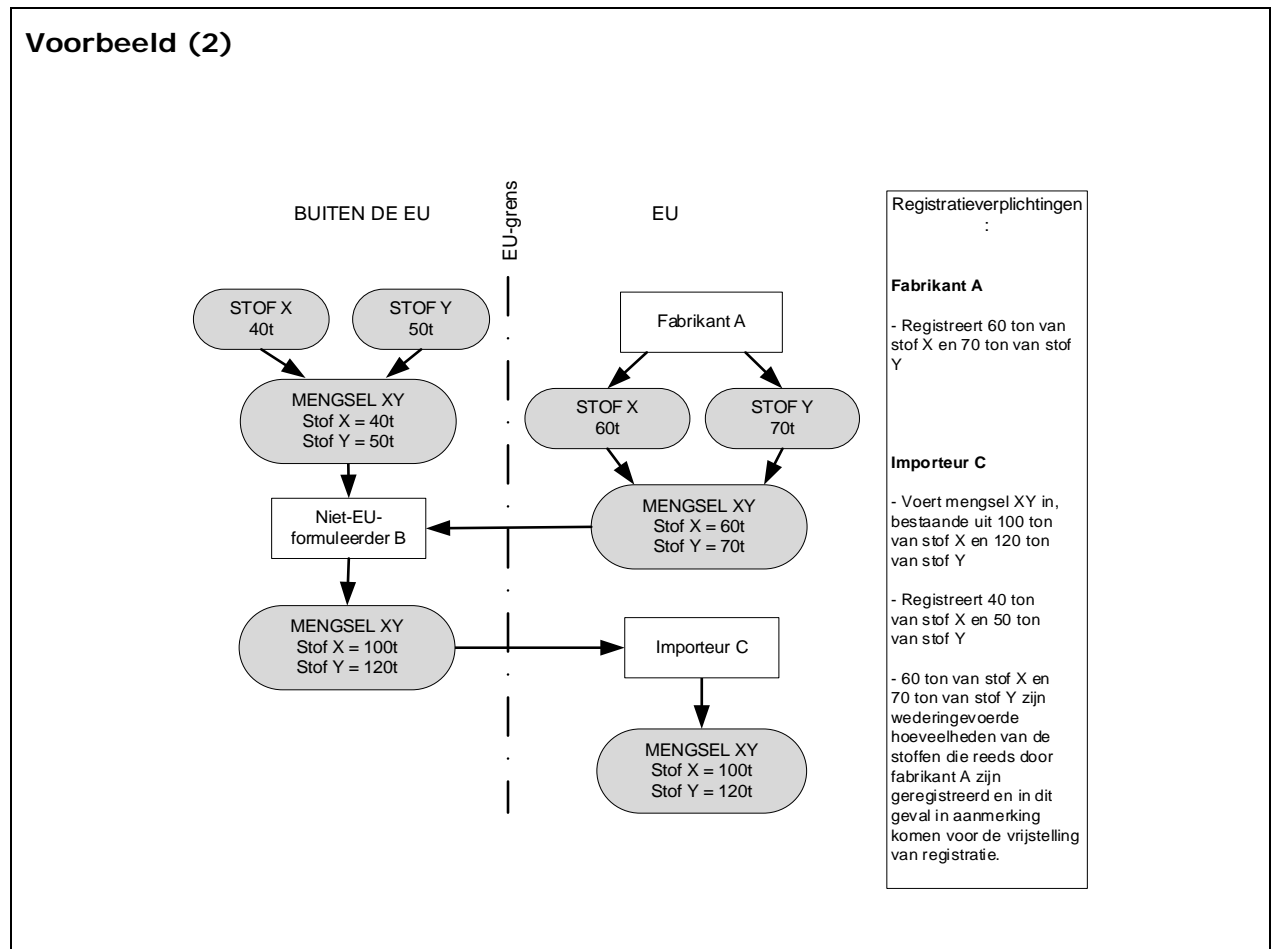 Voorbeeld (2)
BUITEN DE EU
EU-grens
EU
STOF X
40t
STOF Y
50t
MENGSEL XY
Stof X = 40t
Stof Y = 50t
Niet-EU-
formuleerder B
MENGSEL XY
Stof X = 100t
Stof Y = 120t
Fabrikant A
STOF X
60t
STOF Y
70t
MENGSEL XY
Stof X = 60t
Stof Y = 70t
Importeur C
MENGSEL XY
Stof X = 100t
Stof Y = 120t
Registratieverplichtingen
:
Fabrikant A
- Registreert 60 ton van
stof X en 70 ton van stof
Y
Importeur C
- Voert mengsel XY in,
bestaande uit 100 ton
van stof X en 120 ton
van stof Y
- Registreert 40 ton
van stof X en 50 ton
van stof Y
- 60 ton van stof X en
70 ton van stof Y zijn
wederingevoerde
hoeveelheden van de
stoffen die reeds door
fabrikant A zijn
geregistreerd en in dit
geval in aanmerking
komen voor de vrijstelling
van registratie.